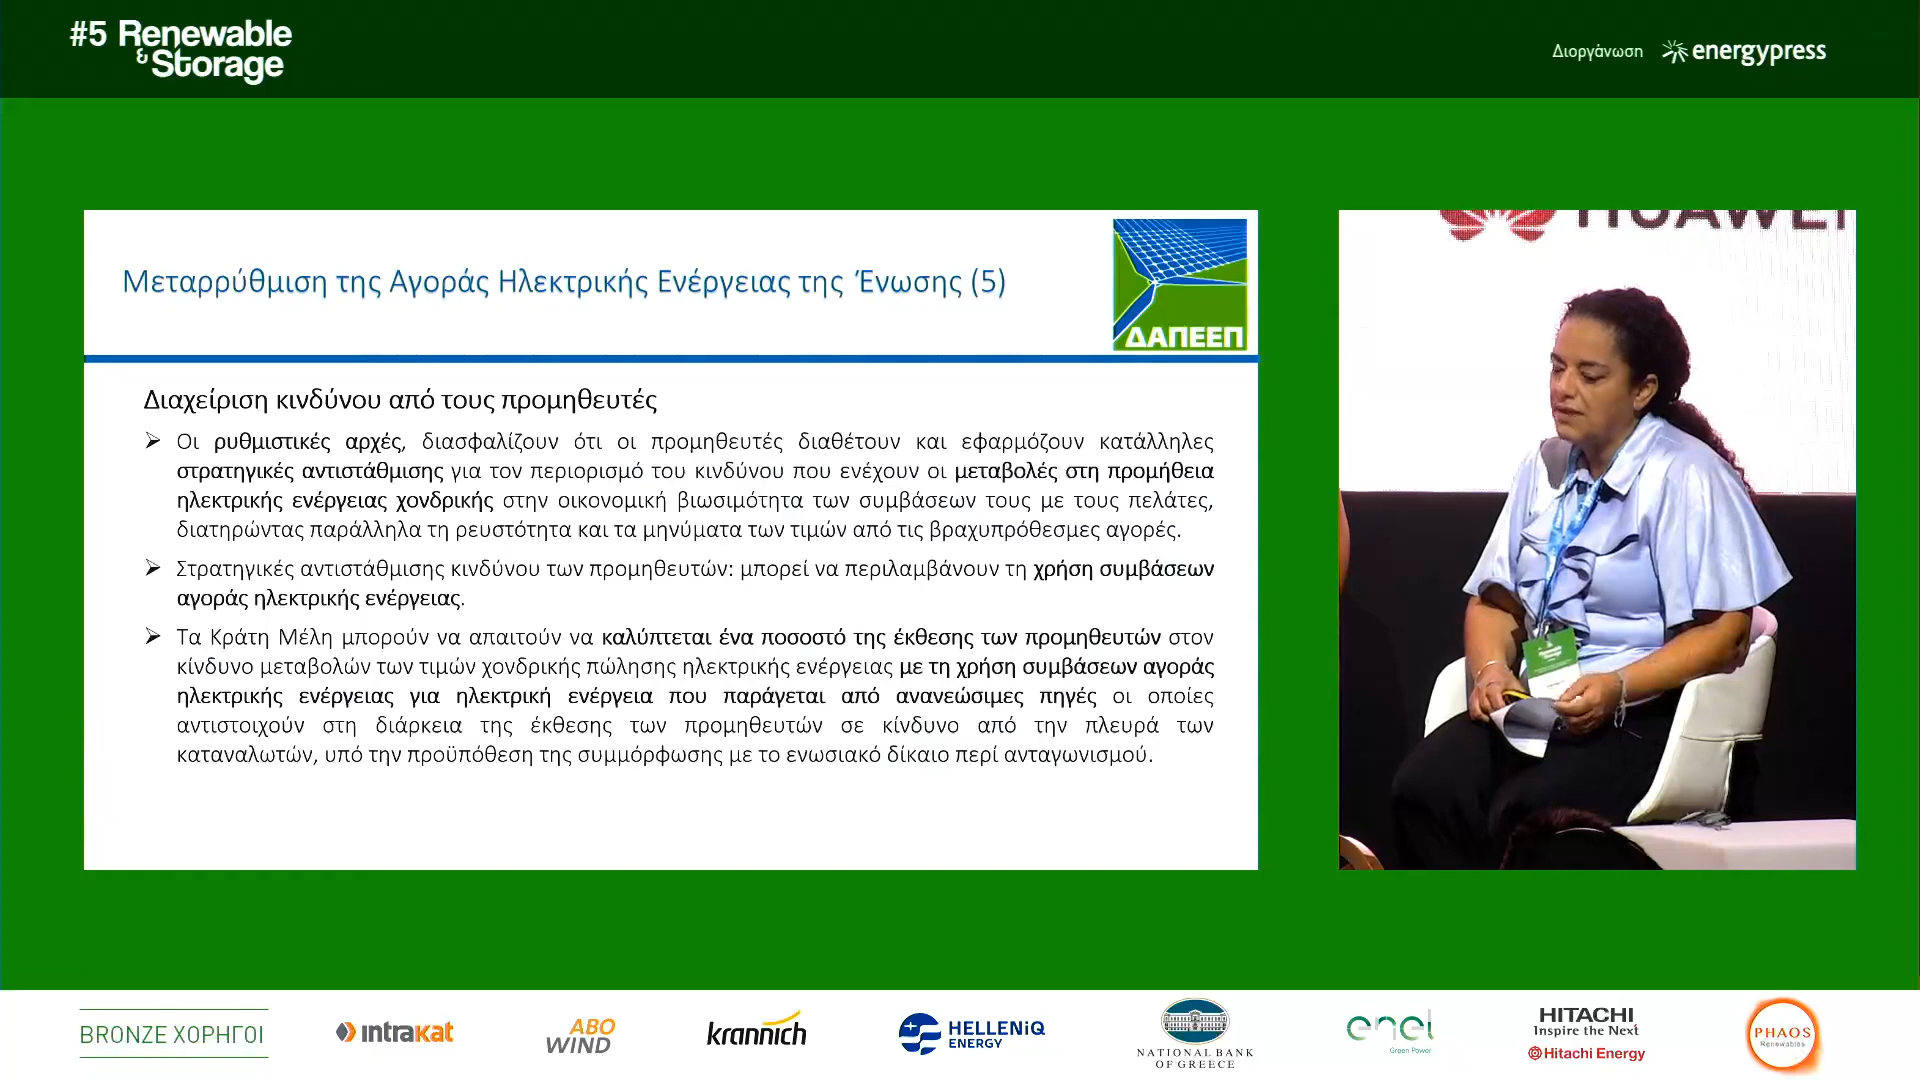 #5 Renewable
& Storage
Διοργάνωση energypress
HUAWEI
Μεταρρύθμιση της Αγοράς Ηλεκτρικής Ενέργειας της Ένωσης (5)
ΔΑΠΕΕΠ
Διαχείριση κινδύνου από τους προμηθευτές
➢ Οι ρυθμιστικές αρχές, διασφαλίζουν ότι οι προμηθευτές διαθέτουν και εφαρμόζουν κατάλληλες
στρατηγικές αντιστάθμισης για τον περιορισμό του κινδύνου που ενέχουν οι μεταβολές στη προμήθεια
ηλεκτρικής ενέργειας χονδρικής στην οικονομική βιωσιμότητα των συμβάσεων τους με τους πελάτες,
διατηρώντας παράλληλα τη ρευστότητα και τα μηνύματα των τιμών από τις βραχυπρόθεσμες αγορές.
➢ Στρατηγικές αντιστάθμισης κινδύνου των προμηθευτών: μπορεί να περιλαμβάνουν τη χρήση συμβάσεων
αγοράς ηλεκτρικής ενέργειας.
➢ Τα Κράτη Μέλη μπορούν να απαιτούν να καλύπτεται ένα ποσοστό της έκθεσης των προμηθευτών στον
κίνδυνο μεταβολών των τιμών χονδρικής πώλησης ηλεκτρικής ενέργειας με τη χρήση συμβάσεων αγοράς
ηλεκτρικής ενέργειας για ηλεκτρική ενέργεια που παράγεται από ανανεώσιμες πηγές οι οποίες
αντιστοιχούν στη διάρκεια της έκθεσης των προμηθευτών σε κίνδυνο από την πλευρά των
καταναλωτών, υπό την προϋπόθεση της συμμόρφωσης με το ενωσιακό δίκαιο περί ανταγωνισμού.
BRONZE ΧΟΡΗΓΟΙ
intrakat
ABO
WIND
krannich
HELLENiQ
ENERGY
NATIONAL BANK
OF GREECE
enel
Green Power
HITACHI
Inspire the Next
Hitachi Energy
PHAOS
Renewables